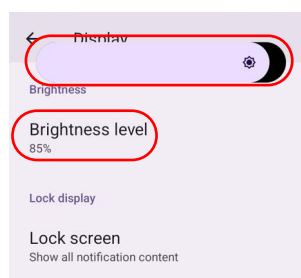 Display
Brightness
Brightness level
85%
Lock display
Lock screen
Show all notification content